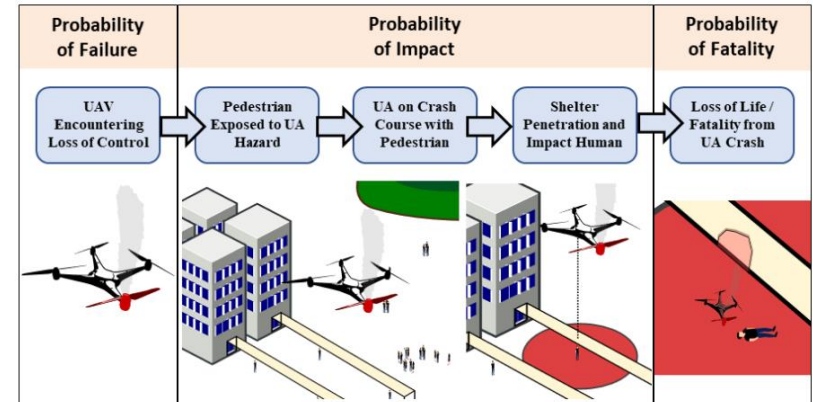 Probability
of Failure
Probability
of Impact
Probability
of Fatality
UAV
Encountering
Loss of Control
Pedestrian
Exposed to UA
Hazard
UA on Crash
Course with
Pedestrian
Shelter
Penetration and
Impact Human
Loss of Life /
Fatality from
UA Crash